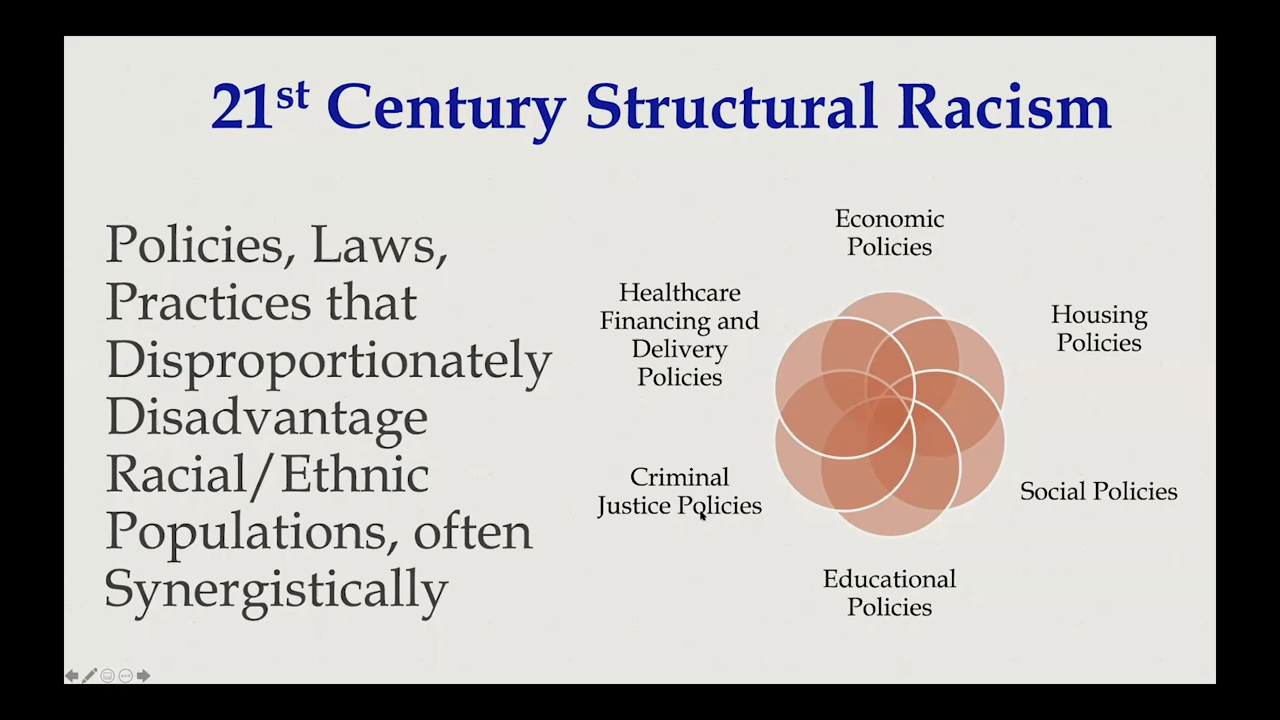 21st Century Structural Racism
Policies, Laws,
Practices that
Disproportionately
Disadvantage
Racial/Ethnic
Populations, often
Synergistically
Economic
Policies
Housing
Policies
Social Policies
Educational
Policies
Criminal
Justice Policies
Healthcare
Financing and
Delivery
Policies